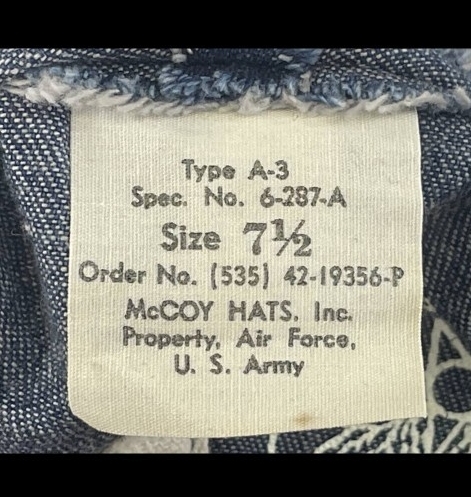 Type A-3
Spec. No. 6-287-A
Size 7½
Order No. (535) 42-19356-P
McCOY HATS, Inc.
Property, Air Force,
U. S. Army